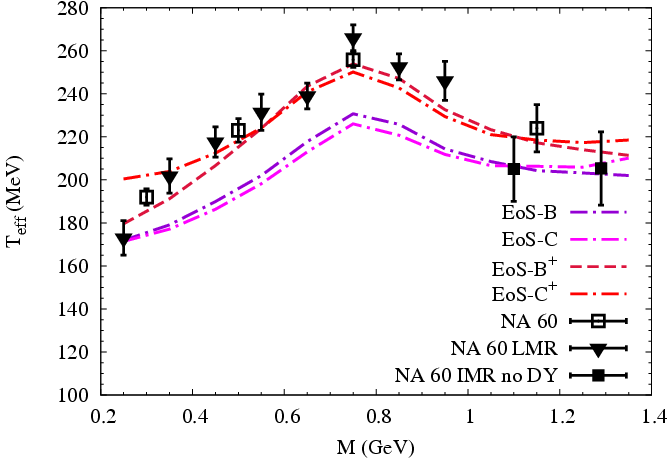 280
260
240
220
200
180
160
140
120
100
T_eff (MeV)
0.2 0.4 0.6 0.8 1 1.2 1.4
M (GeV)
EoS-B
EoS-C
EoS-B⁺
EoS-C⁺
NA 60
NA 60 LMR
NA 60 IMR no DY